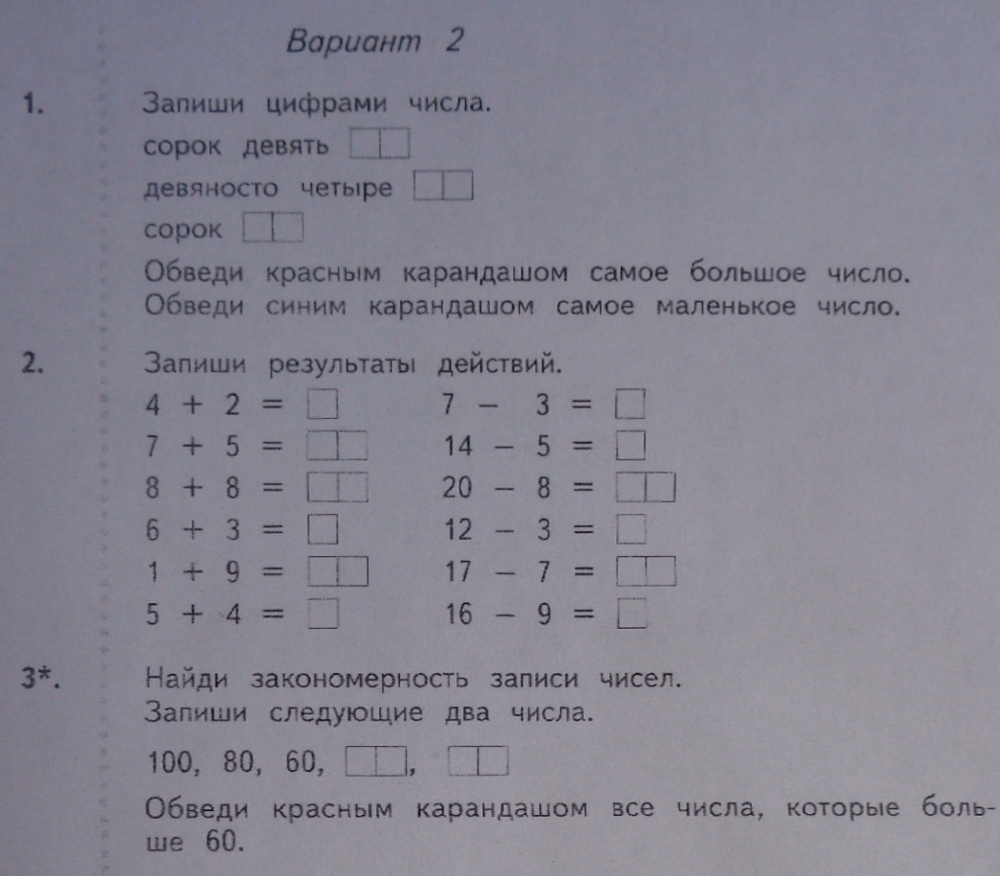 Вариант 2
1. Запиши цифрами числа.
сорок девять
девяносто четыре
сорок
Обведи красным карандашом самое большое число.
Обведи синим карандашом самое маленькое число.
2. Запиши результаты действий.
4 + 2 = 7 - 3 =
7 + 5 = 14 - 5 =
8 + 8 = 20 - 8 =
6 + 3 = 12 - 3 =
1 + 9 = 17 - 7 =
5 + 4 = 16 - 9 =
3*. Найди закономерность записи чисел.
Запиши следующие два числа.
100, 80, 60, ,
Обведи красным карандашом все числа, которые боль-
ше 60.